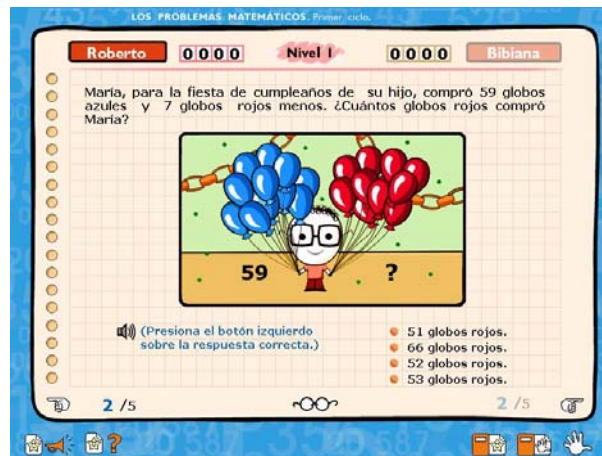 LOS PROBLEMAS MATEMÁTICOS. Primer ciclo.
Roberto 0000 Nivel 1 0000 Bibiana
María, para la fiesta de cumpleaños de su hijo, compró 59 globos
azules y 7 globos rojos menos. ¿Cuántos globos rojos compró
María?
59 ?
(Presiona el botón izquierdo
sobre la respuesta correcta.)
51 globos rojos.
66 globos rojos.
52 globos rojos.
53 globos rojos.
2 /5 2 /5
?